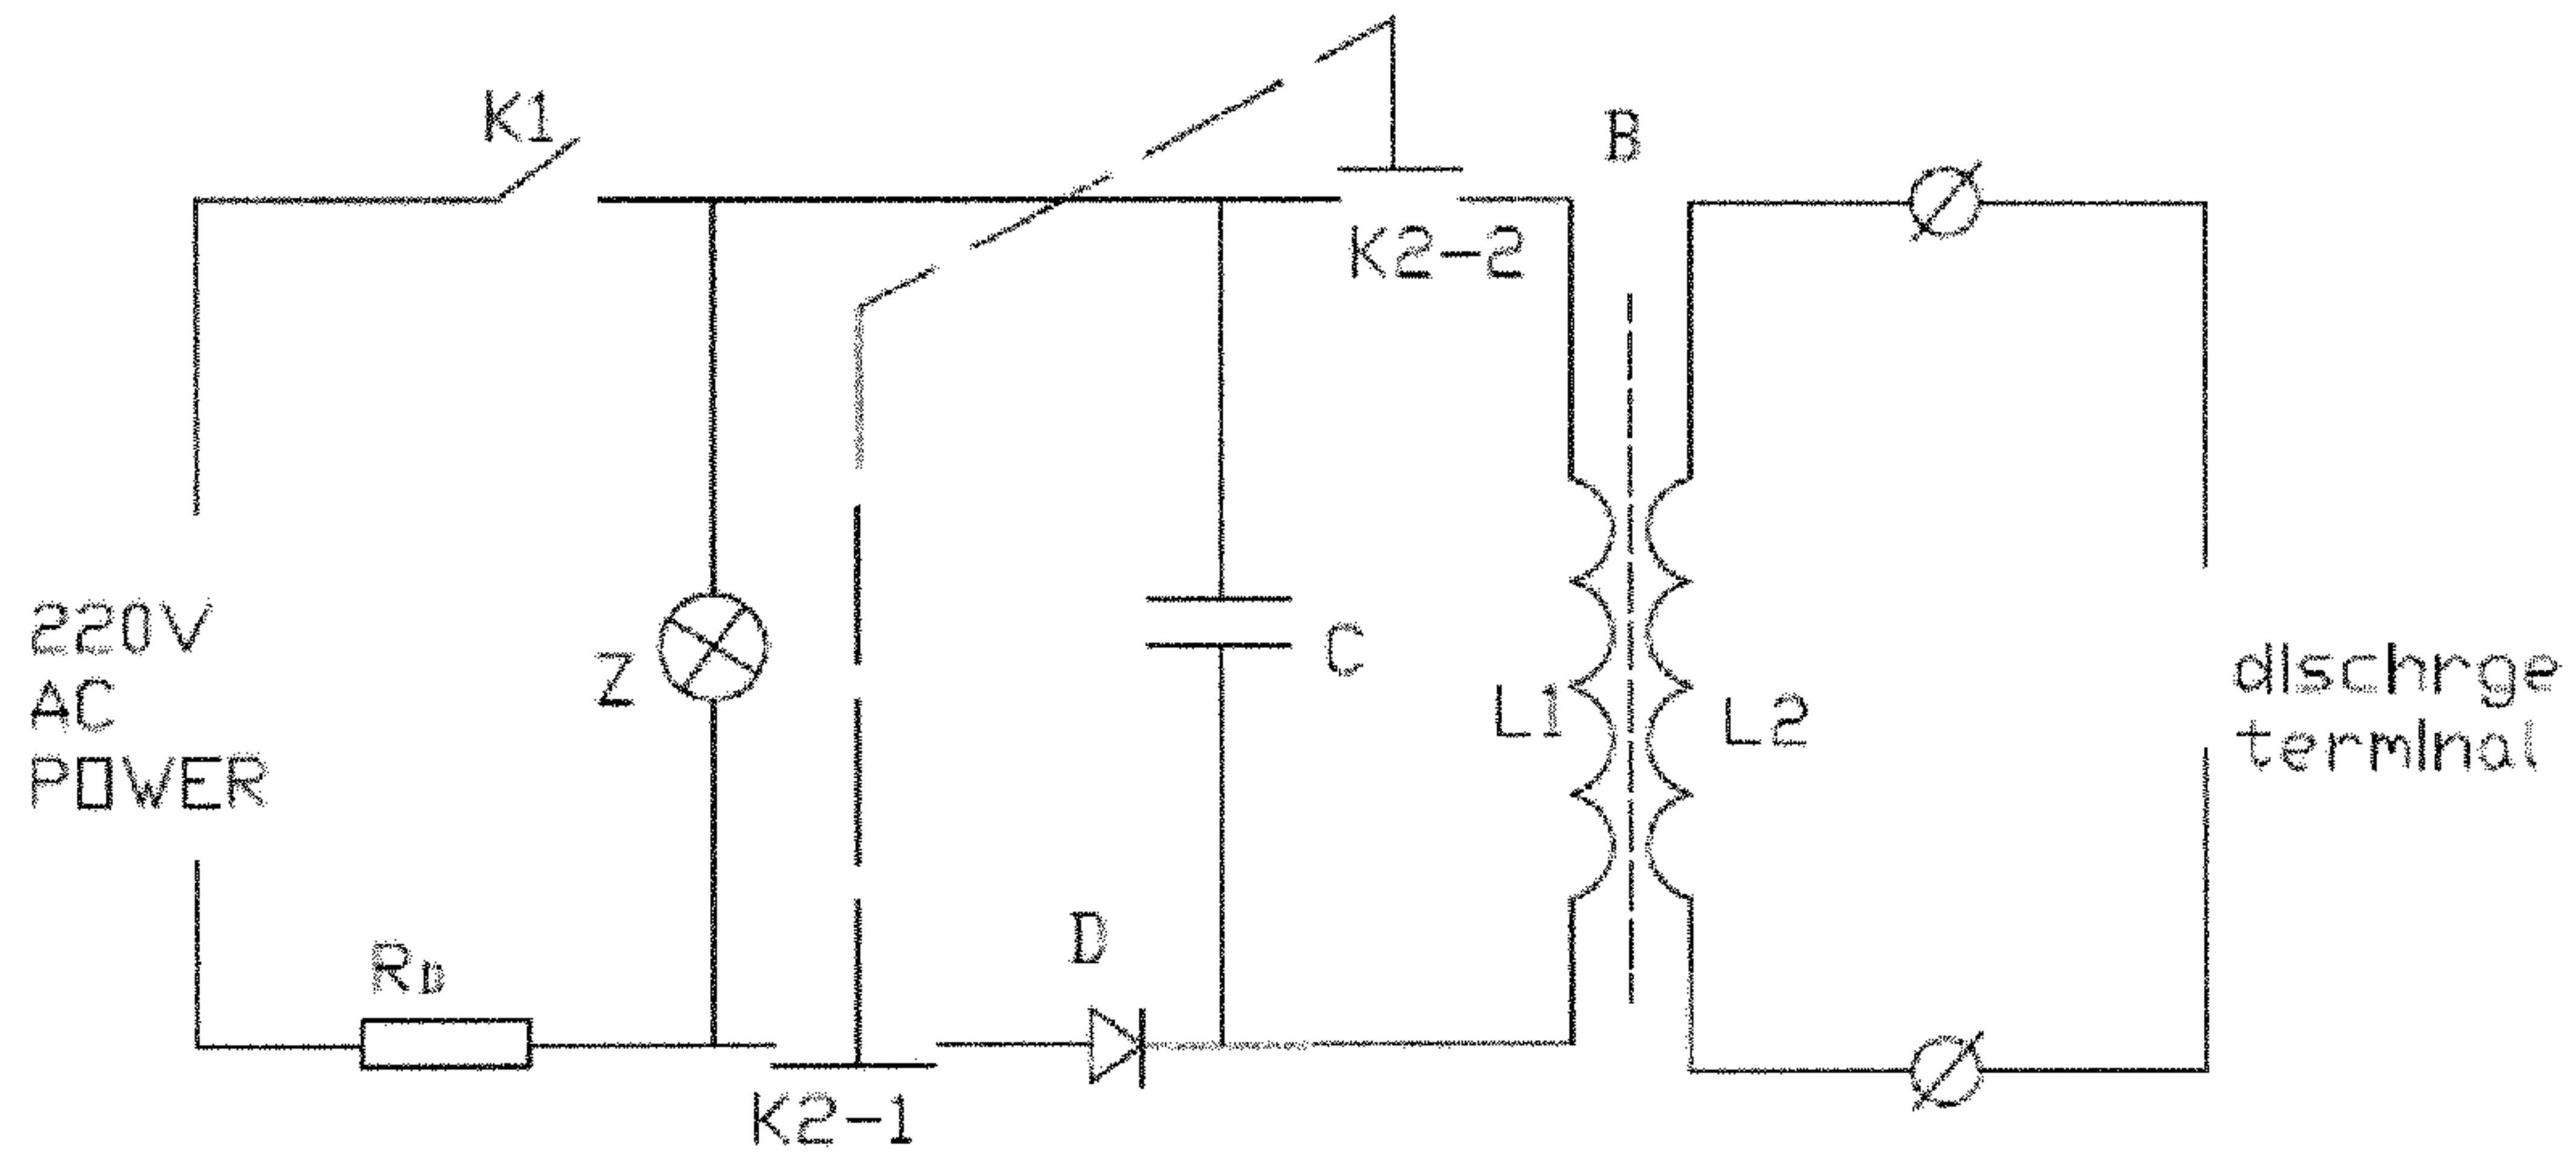 K1
B
K2-2
220V
AC
POWER
Z
C
L1
L2
dischrge
terminal
D
RD
K2-1